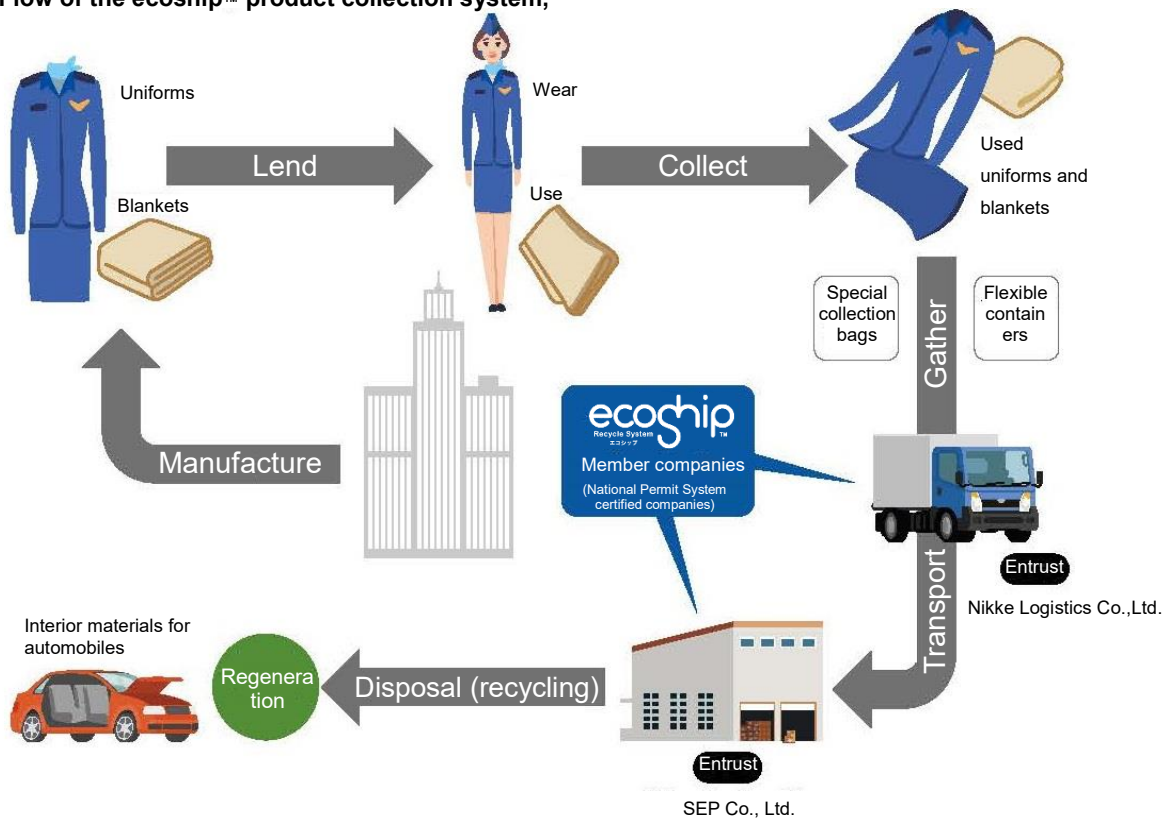 Flow of the ecoship™ product collection system,
Uniforms
Wear
Lend
Collect
Used
uniforms and
blankets
Blankets
Use
Special
collection
bags
Flexible
contain
ers
Gather
ecoship™
Recycle System
エコシップ
Member companies
(National Permit System
certified companies)
Manufacture
Transport
Entrust
Nikke Logistics Co.,Ltd.
Interior materials for
automobiles
Regenera
tion
Disposal (recycling)
Entrust
SEP Co., Ltd.